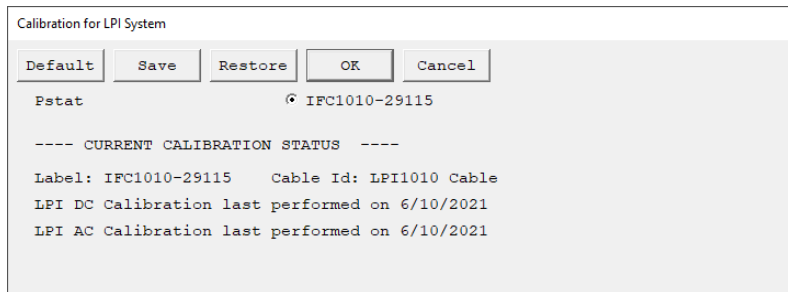 Calibration for LPI System
Default Save Restore OK Cancel
Pstat IFC1010-29115
---- CURRENT CALIBRATION STATUS ----
Label: IFC1010-29115 Cable Id: LPI1010 Cable
LPI DC Calibration last performed on 6/10/2021
LPI AC Calibration last performed on 6/10/2021